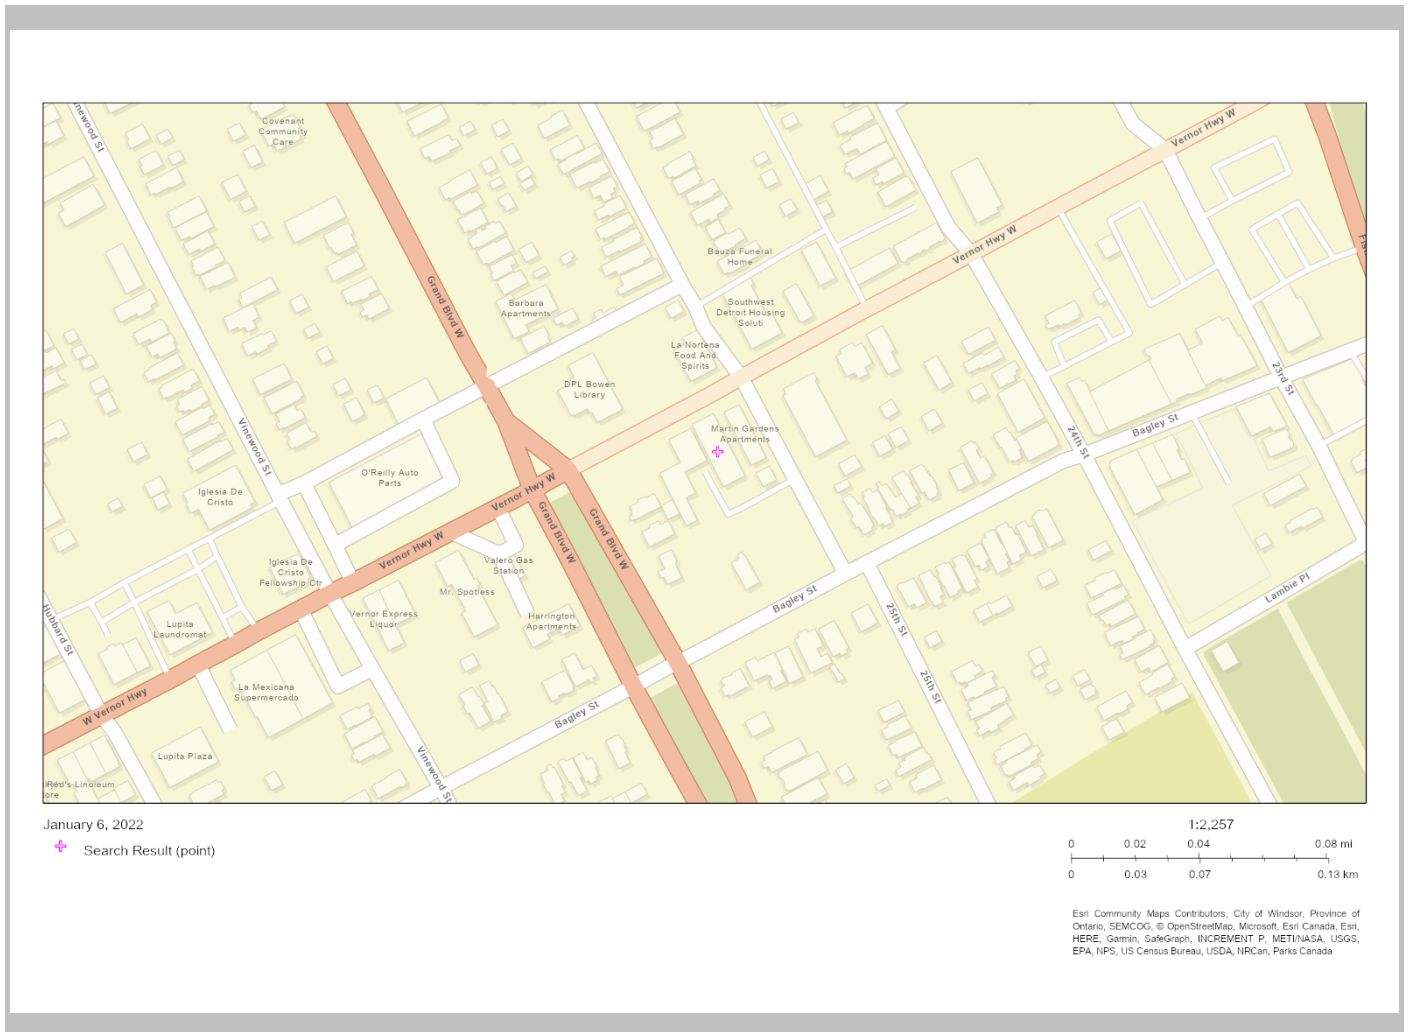 Vinewood St
Covenant
Community
Care
Vernor Hwy W
Bauza Funeral
Home
Vernor Hwy W
Grand Blvd W
Barbara
Apartments
Southwest
Detroit Housing
Soluti
La Nortena
Food And
Spirits
DPL Bowen
Library
23rd St
Vinewood St
Martin Gardens
Apartments
Bagley St
24th St
O'Reilly Auto
Parts
Iglesia De
Cristo
Vernor Hwy W
Grand Blvd W
Grand Blvd W
Vernor Hwy W
Valero Gas
Station
Iglesia De
Cristo
Fellowship Ctr
Mr. Spotless
Lambie Pl
Bagley St
Hubbard St
Lupita
Laundromat
Vernor Express
Liquor
Harrington
Apartments
25th St
La Mexicana
Supermercado
25th St
W Vernor Hwy
Bagley St
Lupita Plaza
Vinewood St
Red's Linoleum
January 6, 2022
Search Result (point)
1:2,257
0 0.02 0.04 0.08 mi
0 0.03 0.07 0.13 km
Esri Community Maps Contributors, City of Windsor, Province of
Ontario, SEMCOG, © OpenStreetMap, Microsoft, Esri Canada, Esri,
HERE, Garmin, SafeGraph, INCREMENT P, METI/NASA, USGS,
EPA, NPS, US Census Bureau, USDA, NRCan, Parks Canada